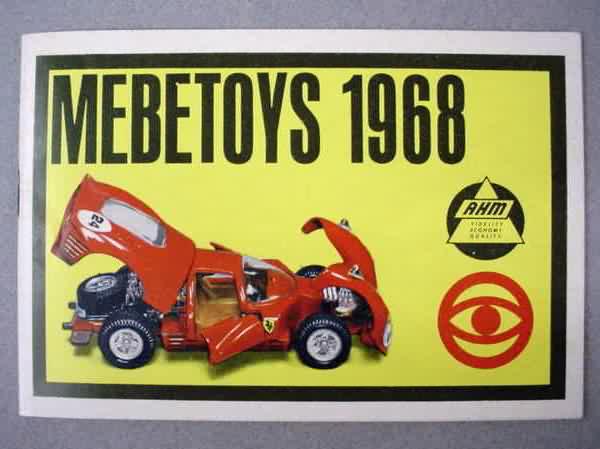 MEBETOYS 1968
24
AHM
FIDELITY
ECONOMY
QUALITY